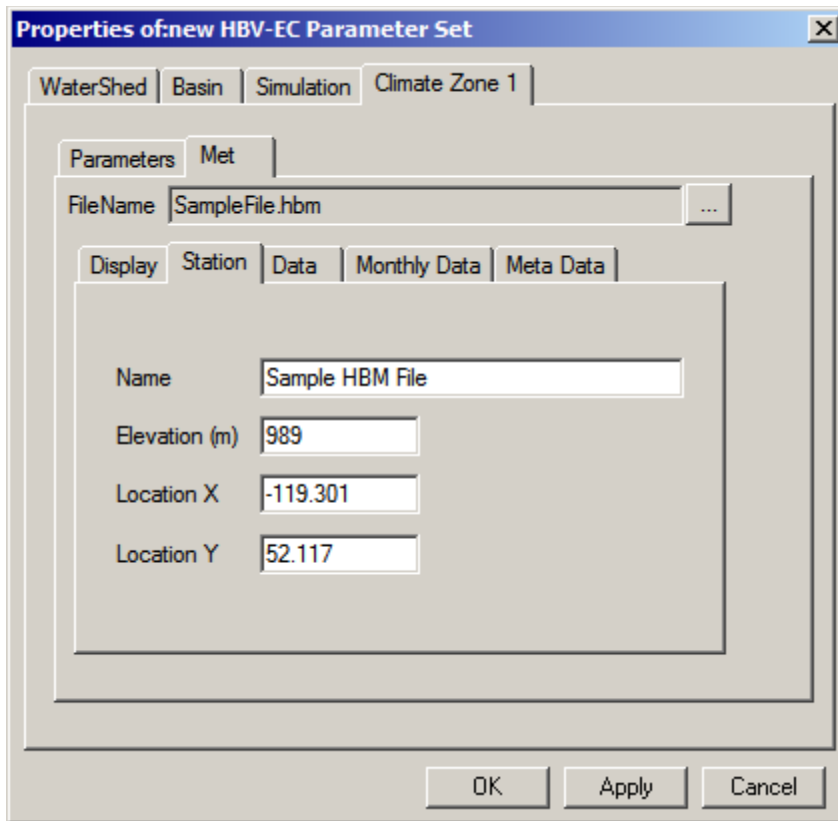 Properties of:new HBV-EC Parameter Set
WaterShed Basin Simulation Climate Zone 1
Parameters Met
FileName SampleFile.hbm ...
Display Station Data Monthly Data Meta Data
Name Sample HBM File
Elevation (m) 989
Location X -119.301
Location Y 52.117
OK Apply Cancel